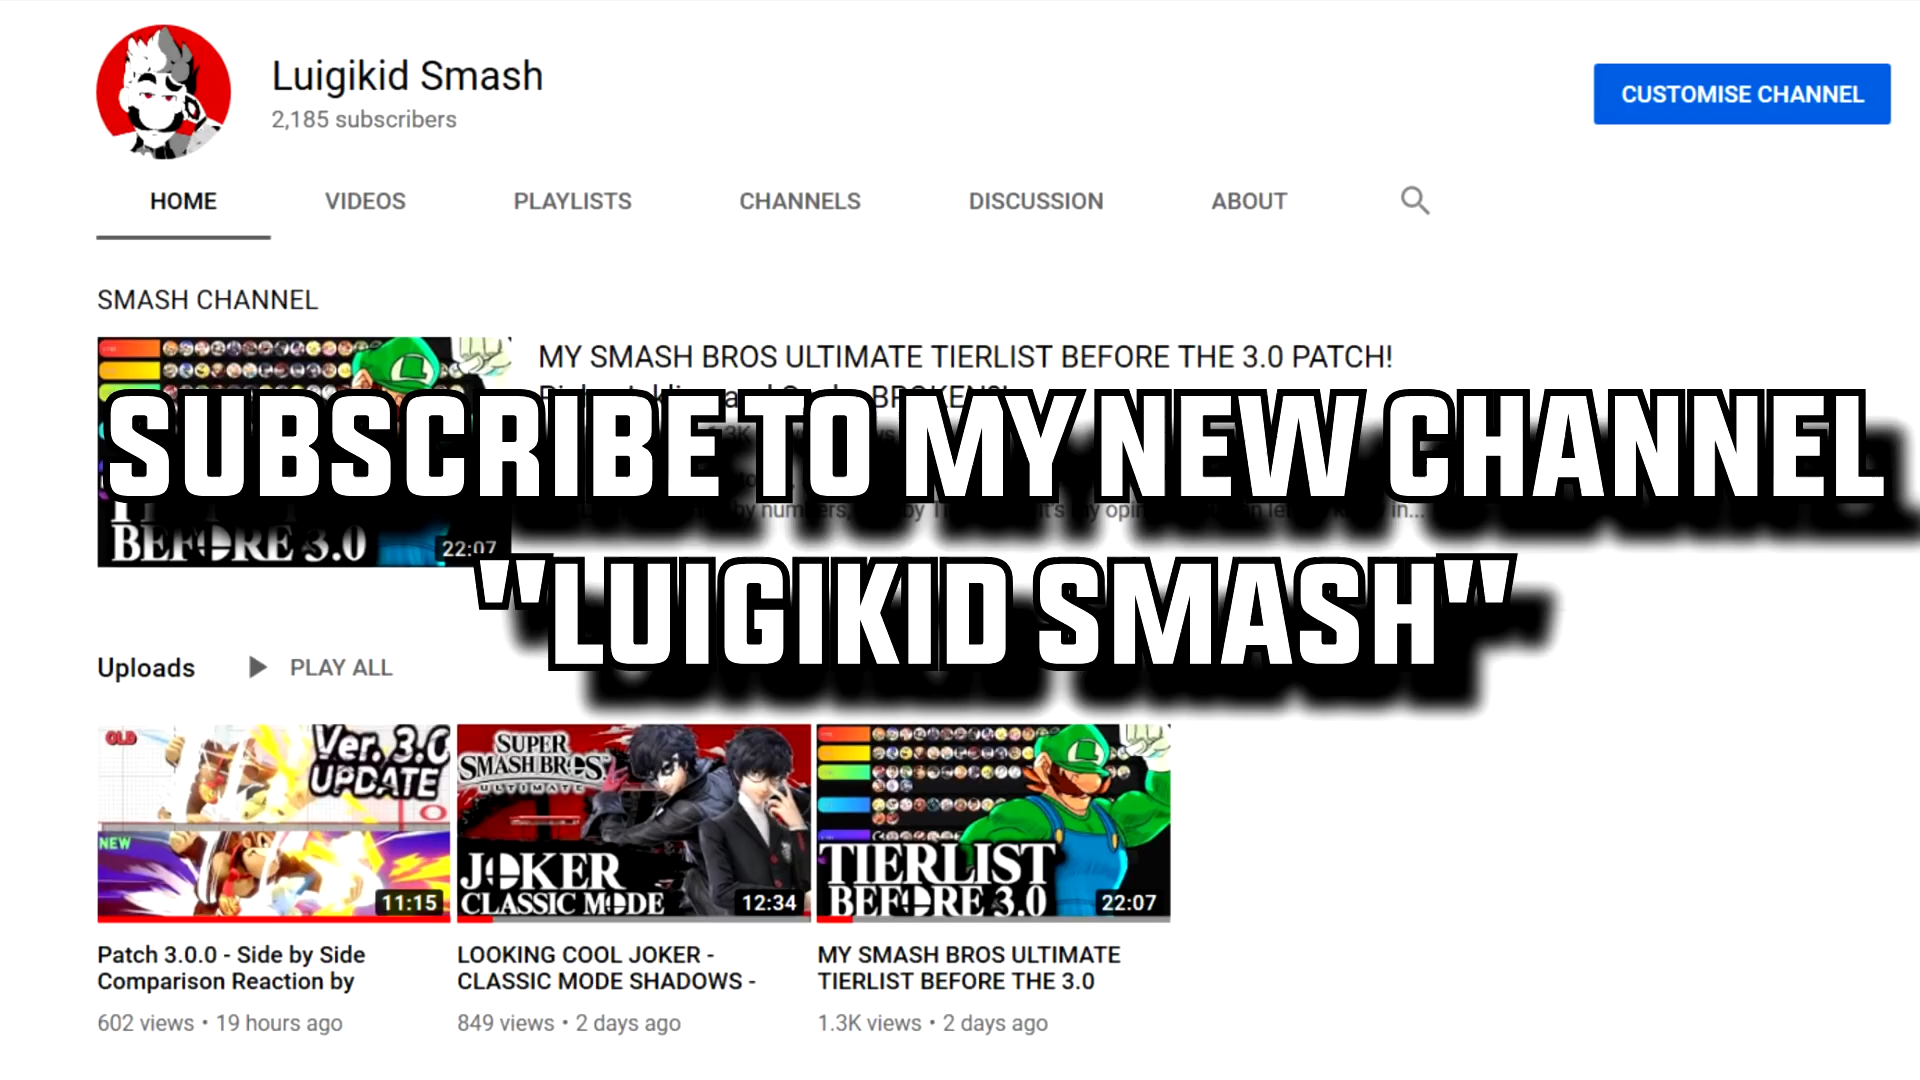 Luigikid Smash
2,185 subscribers
CUSTOMISE CHANNEL
HOME
VIDEOS
PLAYLISTS
CHANNELS
DISCUSSION
ABOUT
SMASH CHANNEL
MY SMASH BROS ULTIMATE TIERLIST BEFORE THE 3.0 PATCH!
SUBSCRIBE TO MY NEW CHANNEL
"LUIGIKID SMASH"
BEFORE 3.0
22:07
Uploads
PLAY ALL
OLD
Ver. 3.0
UPDATE
NEW
11:15
SUPER
SMASH BROS
ULTIMATE
JOKER
CLASSIC MODE
12:34
TIERLIST
BEFORE 3.0
22:07
Patch 3.0.0 - Side by Side
Comparison Reaction by
602 views • 19 hours ago
LOOKING COOL JOKER -
CLASSIC MODE SHADOWS -
849 views • 2 days ago
MY SMASH BROS ULTIMATE
TIERLIST BEFORE THE 3.0
1.3K views • 2 days ago